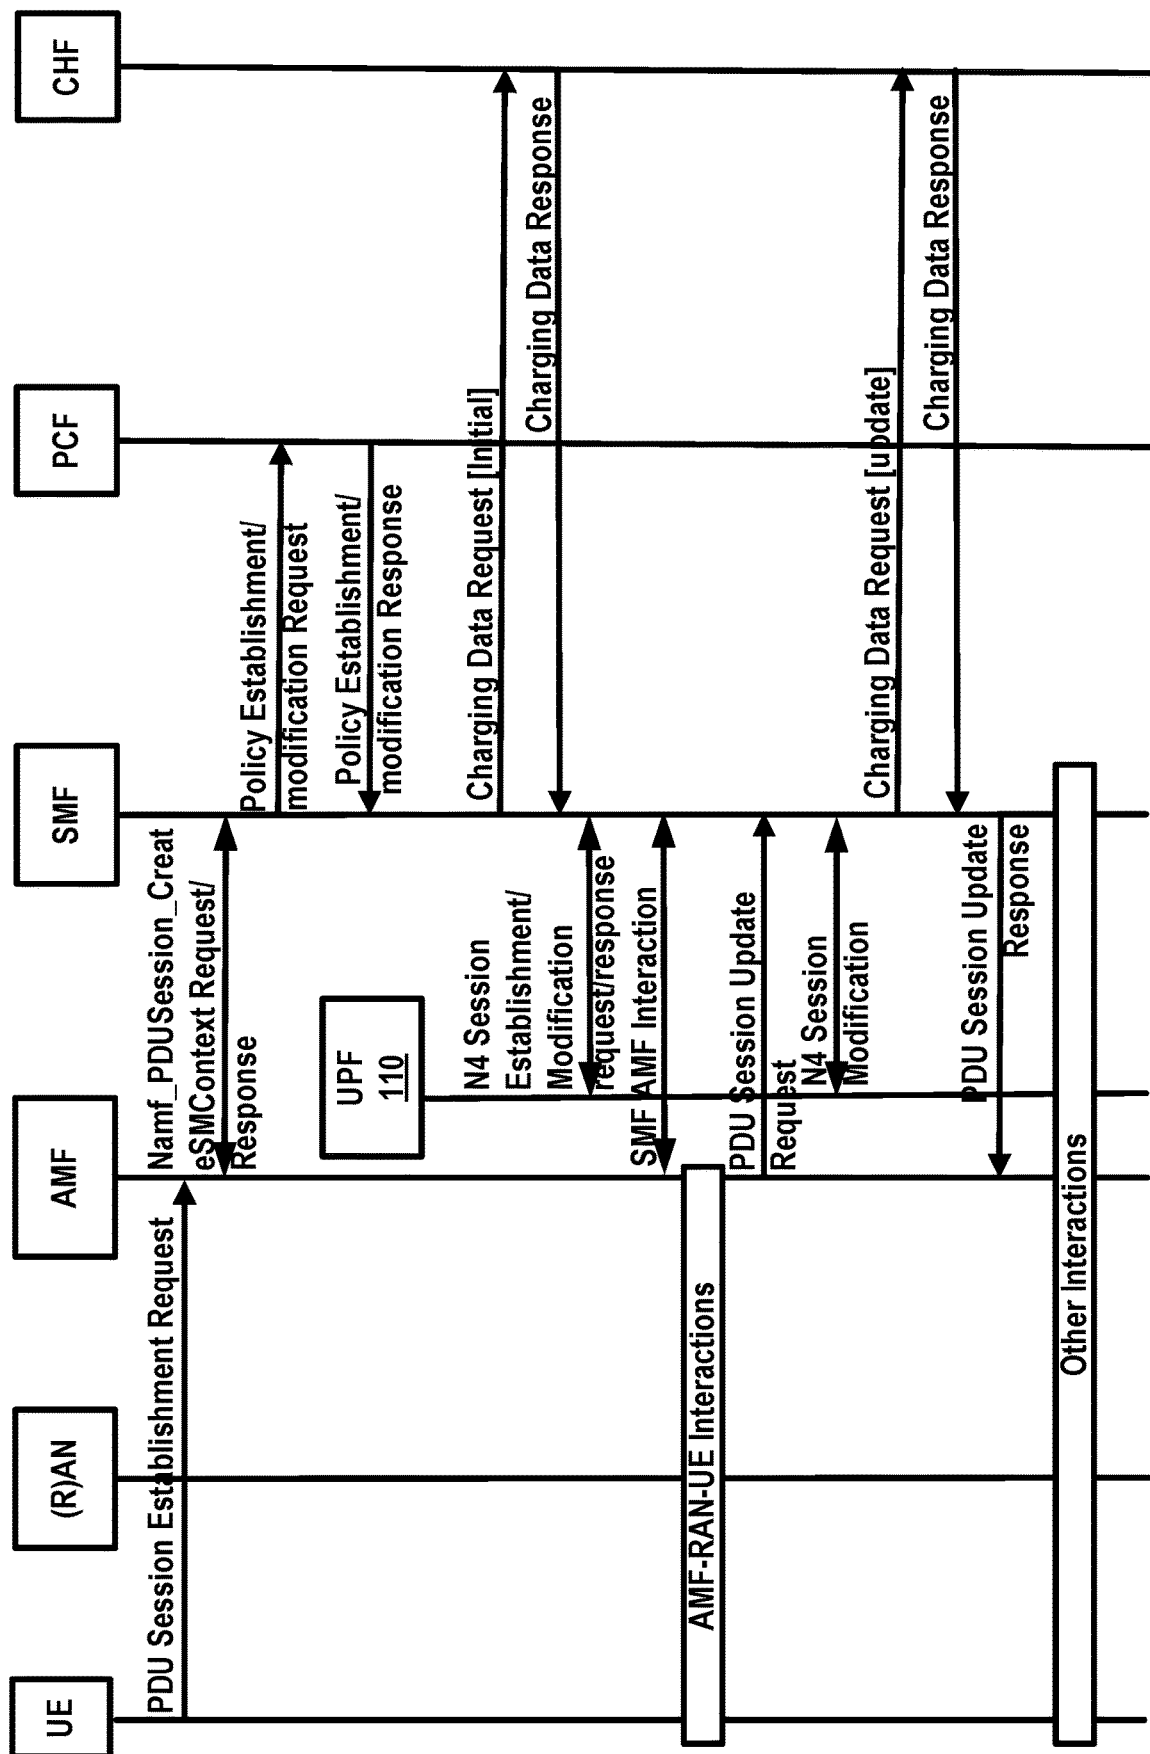 UE
(R)AN
AMF
SMF
PCF
CHF
PDU Session Establishment Request
Namf_PDUSession_Creat
eSMContext Request/
Response
Policy Establishment/
modification Request
UPF
110
Policy Establishment/
modification Response
Charging Data Request [Initial]
Charging Data Response
N4 Session
Establishment/
Modification
request/response
SMF AMF Interaction
AMF-RAN-UE Interactions
PDU Session Update
Request
N4 Session
Modification
Charging Data Request [update]
Charging Data Response
PDU Session Update
Response
Other Interactions